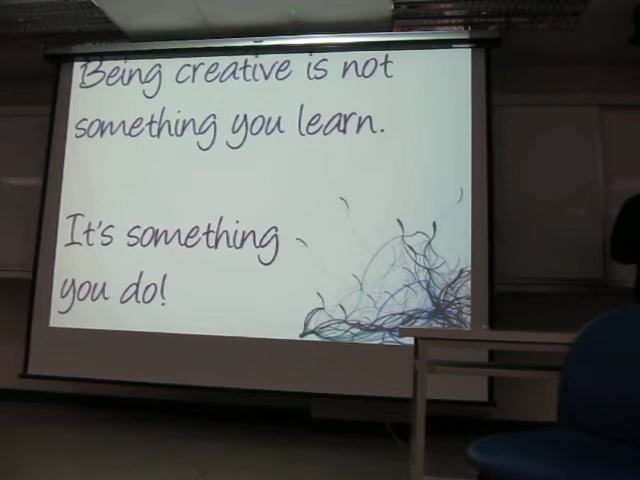 Being creative is not
something you learn.
It's something
you do!